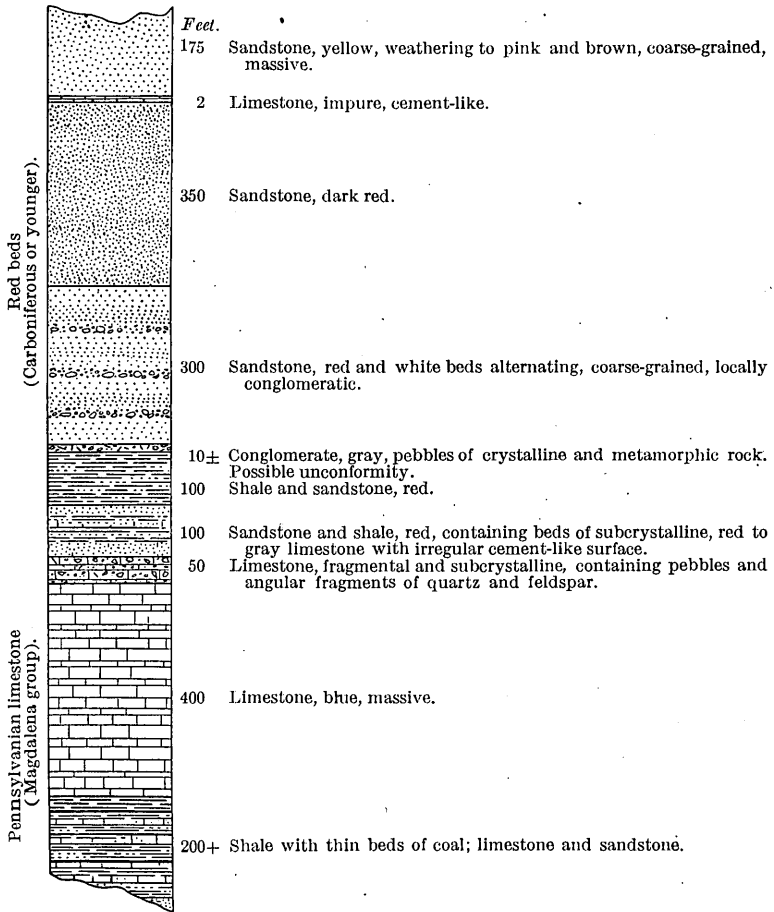 Feet.
175 Sandstone, yellow, weathering to pink and brown, coarse-grained,
massive.
2 Limestone, impure, cement-like.
350 Sandstone, dark red.
Red beds
(Carboniferous or younger).
300 Sandstone, red and white beds alternating, coarse-grained, locally
conglomeratic.
10± Conglomerate, gray, pebbles of crystalline and metamorphic rock.
Possible unconformity.
100 Shale and sandstone, red.
100 Sandstone and shale, red, containing beds of subcrystalline, red to
gray limestone with irregular cement-like surface.
50 Limestone, fragmental and subcrystalline, containing pebbles and
angular fragments of quartz and feldspar.
Pennsylvanian limestone
(Magdalena group).
400 Limestone, blue, massive.
200+ Shale with thin beds of coal; limestone and sandstone.